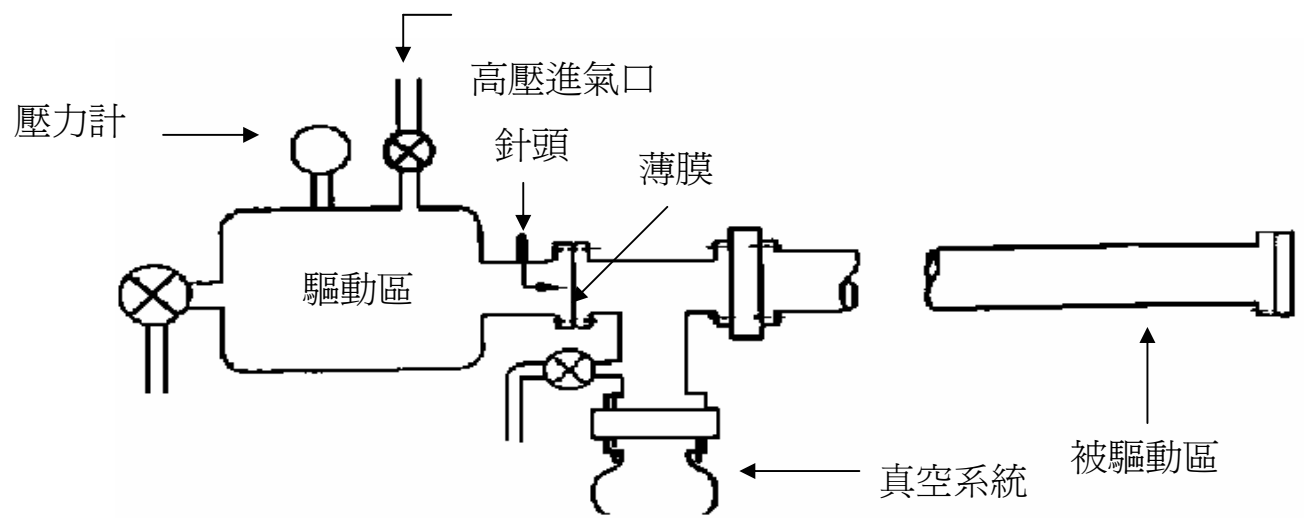 高壓進氣口
壓力計
針頭
薄膜
驅動區
被驅動區
真空系統